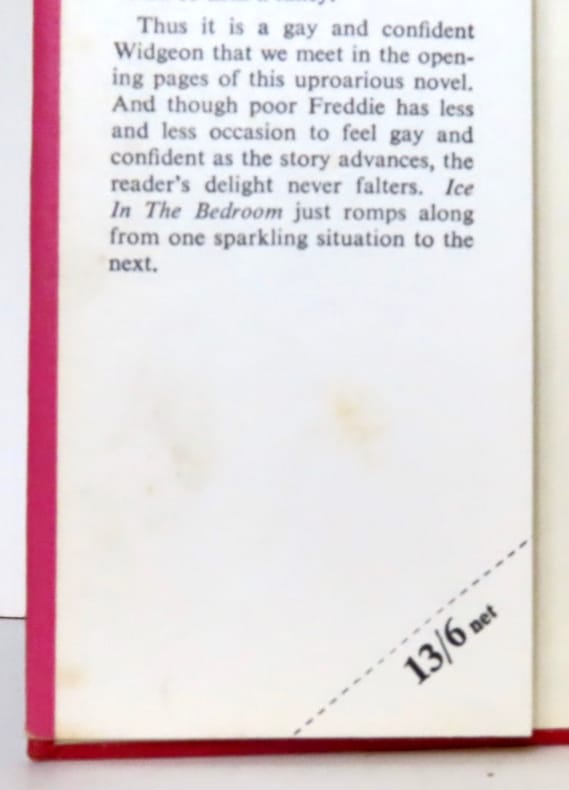 Thus it is a gay and confident
Widgeon that we meet in the open-
ing pages of this uproarious novel.
And though poor Freddie has less
and less occasion to feel gay and
confident as the story advances, the
reader's delight never falters. Ice
In The Bedroom just romps along
from one sparkling situation to the
next.
13/6 net